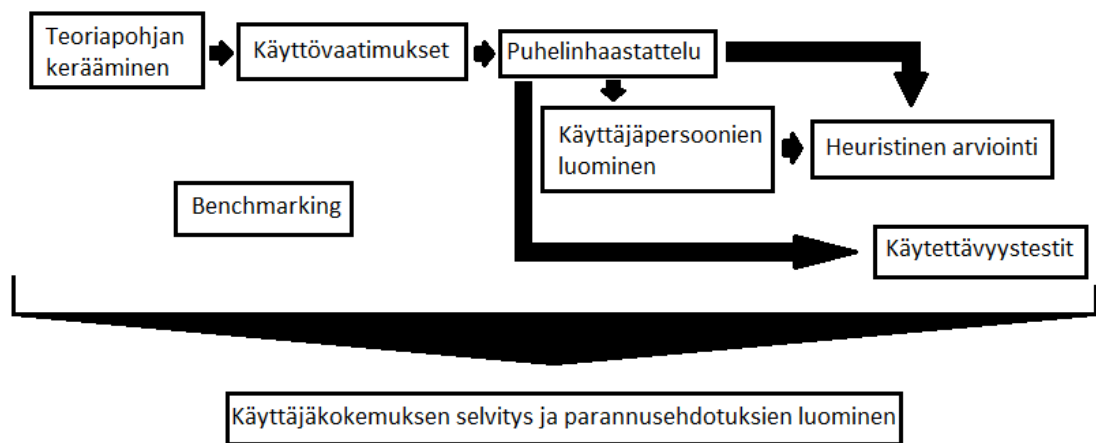 Teoriapohjan
kerääminen
Käyttövaatimukset
Puhelinhaastattelu
Käyttäjäpersoonien
luominen
Heuristinen arviointi
Benchmarking
Käytettävyystestit
Käyttäjäkokemuksen selvitys ja parannusehdotuksien luominen